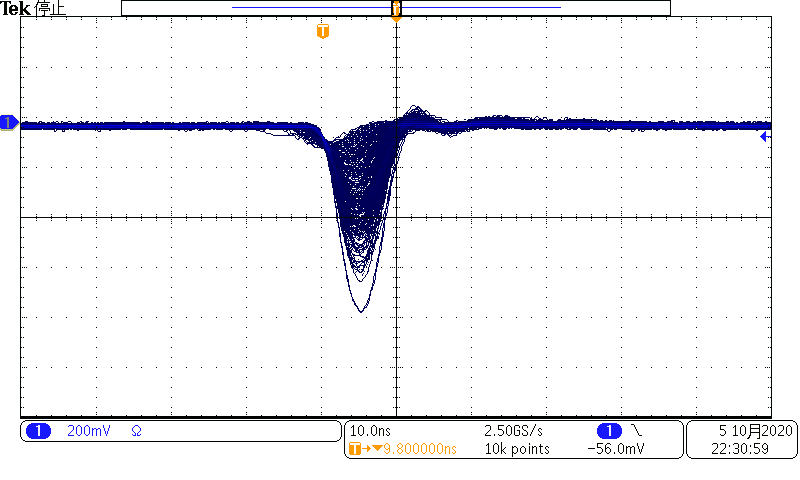 Tek 停止
T
T
1
1 200mV Ω
10.0ns 2.50GS/s 1
T→▼9.800000ns 10k points -56.0mV
5 10月2020
22:30:59